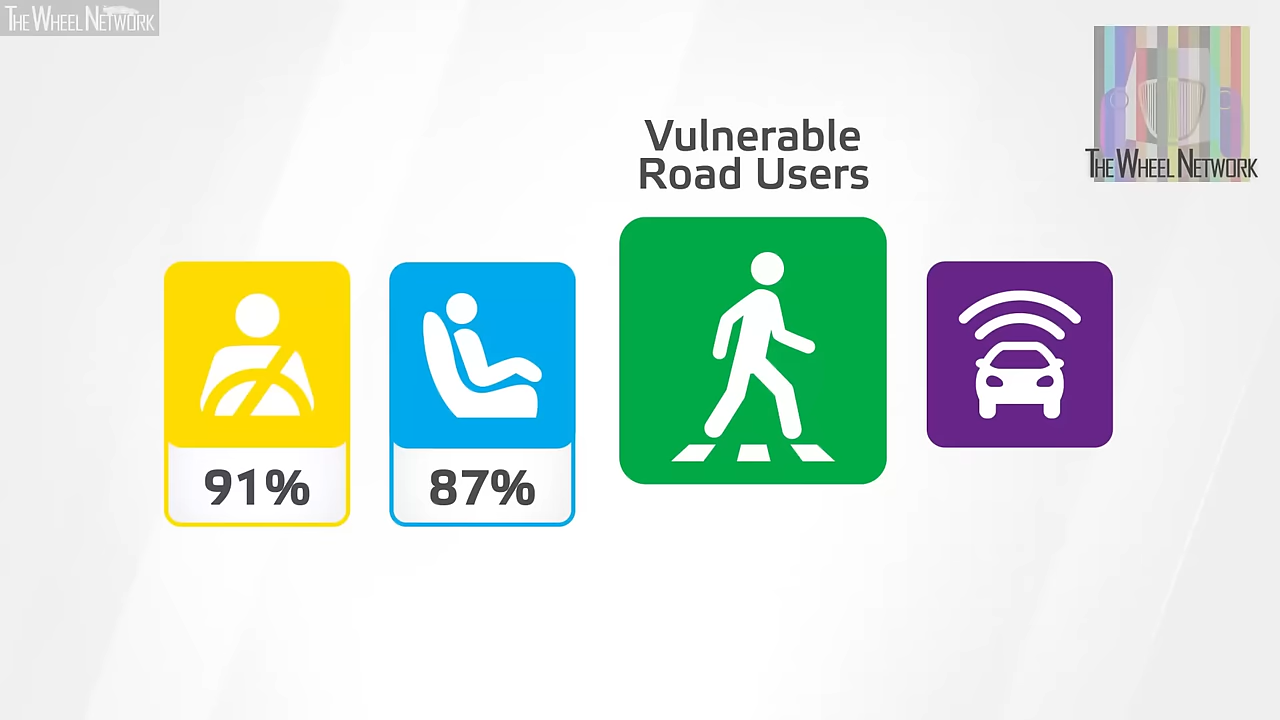 THE WHEEL NETWORK
Vulnerable
Road Users
THE WHEEL NETWORK
91%
87%